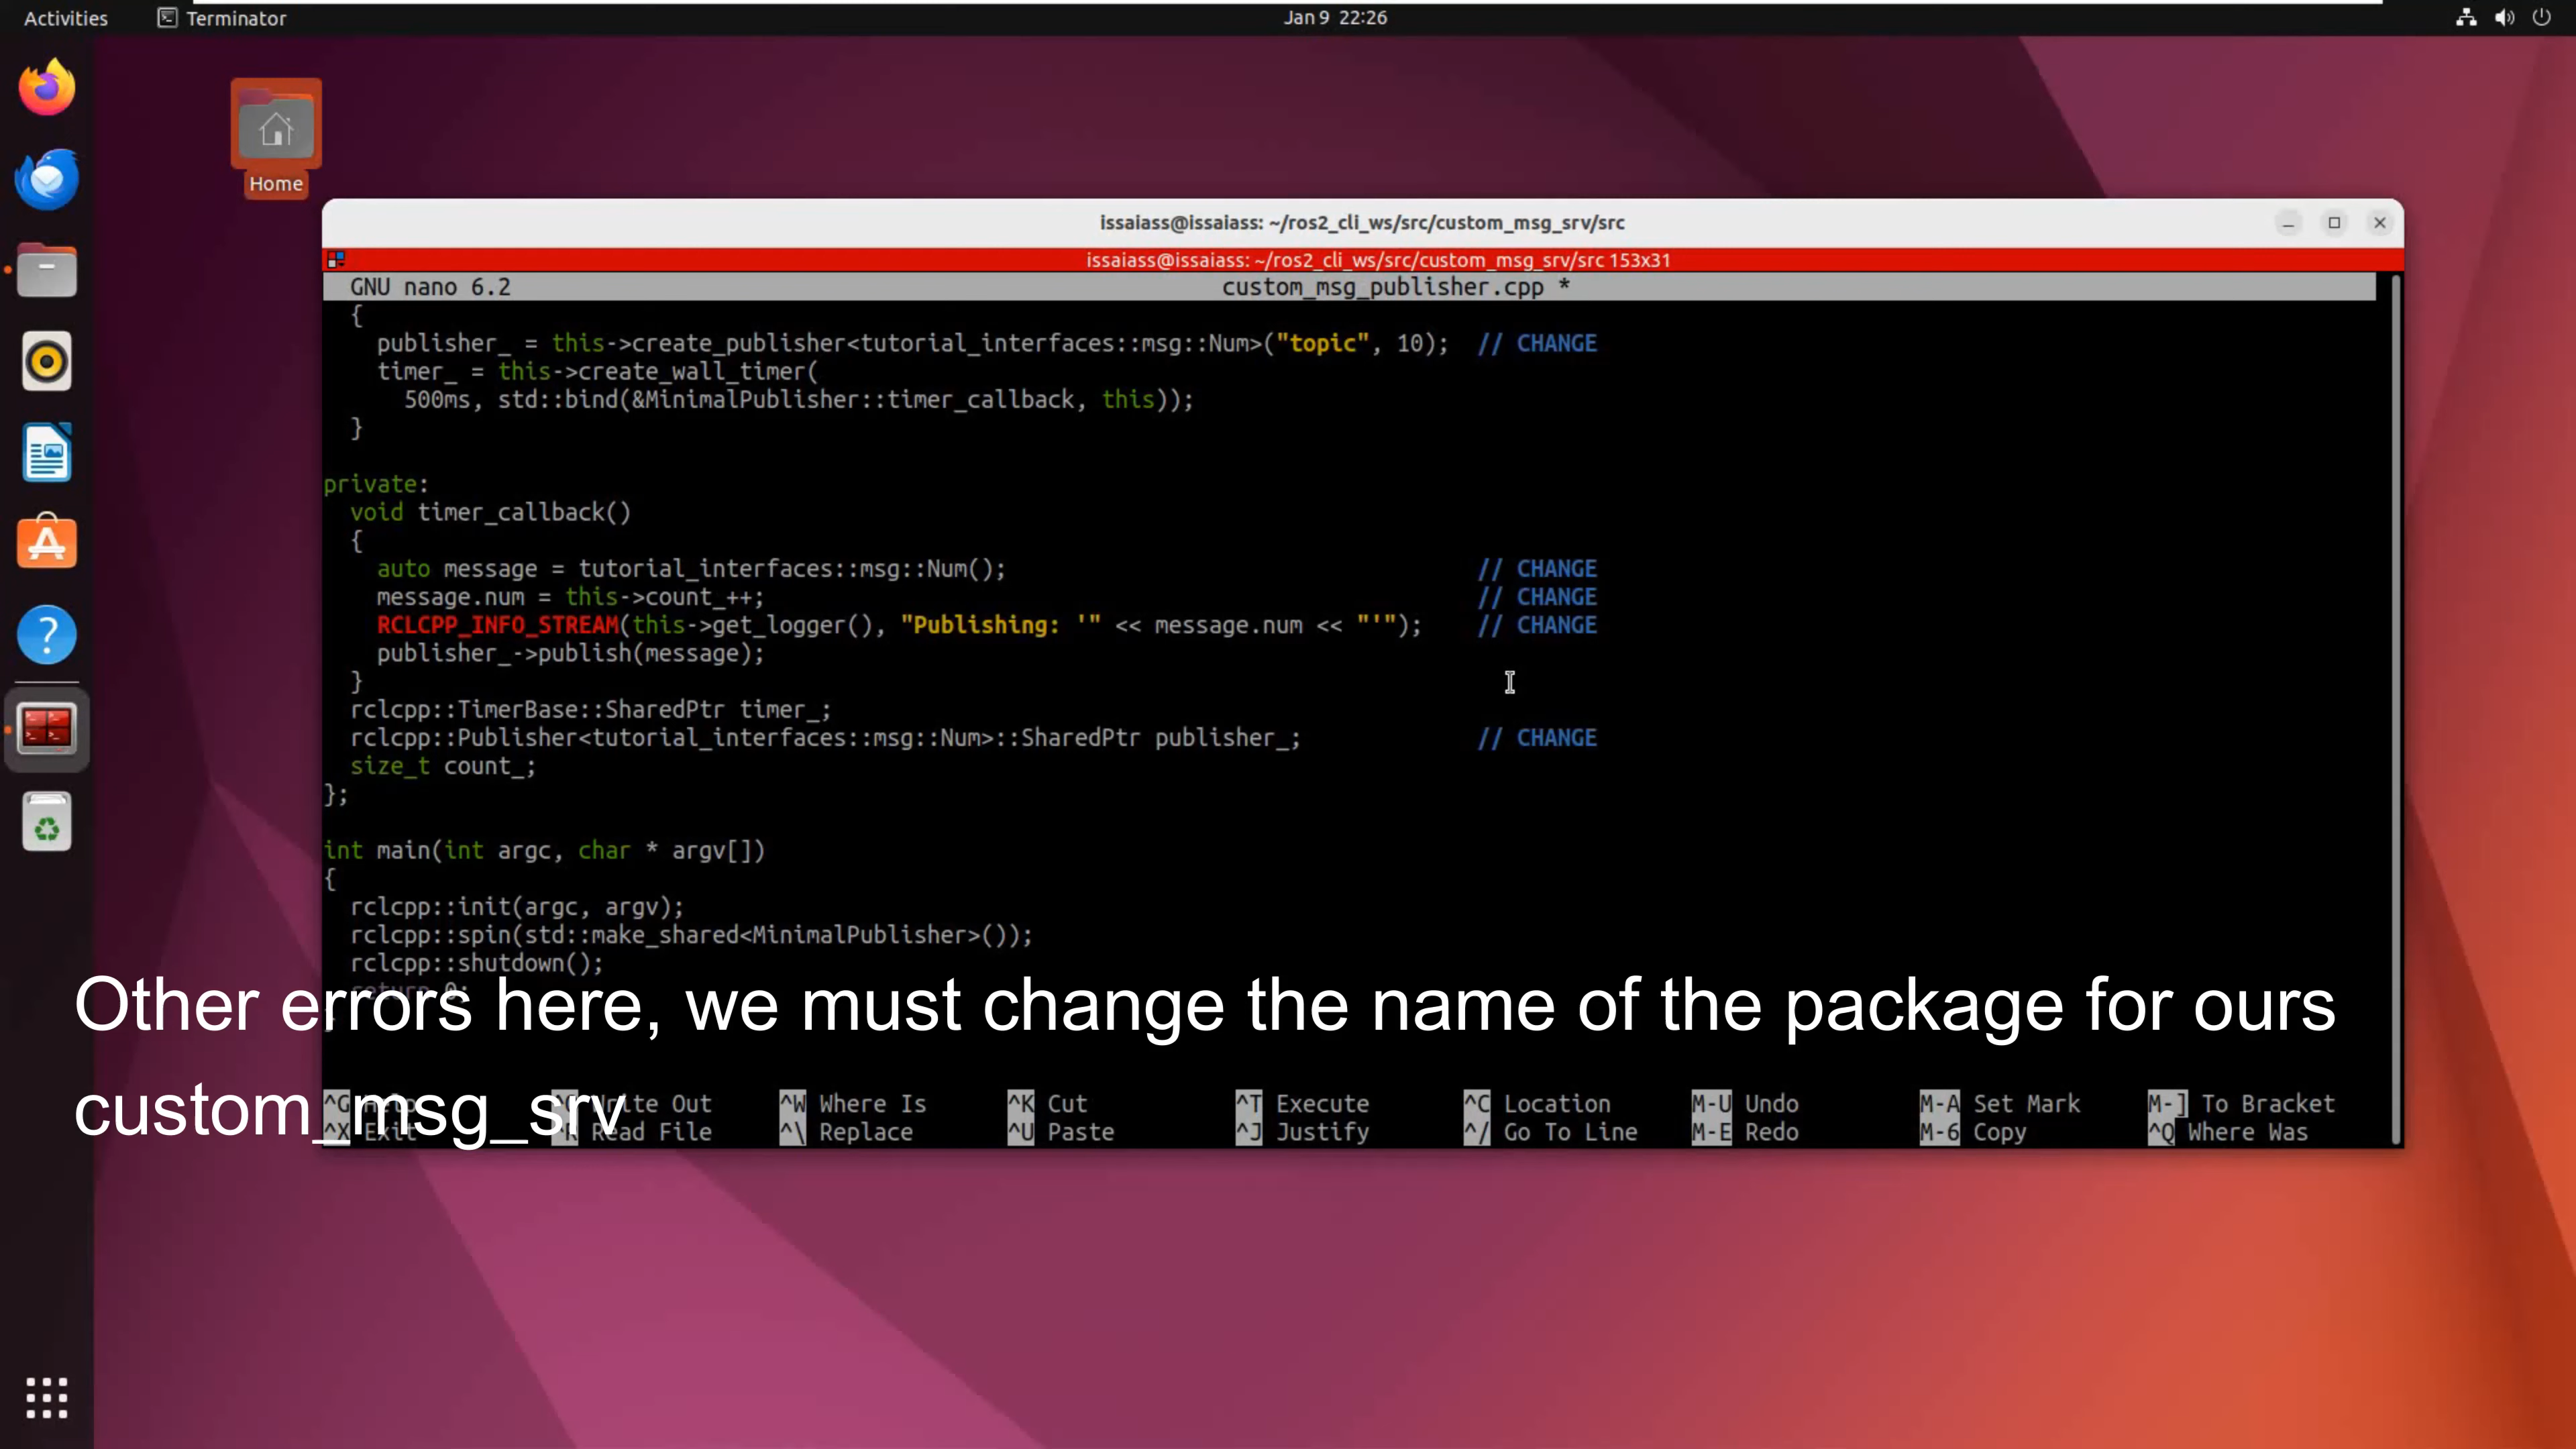 Activities Terminator Jan 9 22:26
Home
issaiass@issaiass: ~/ros2_cli_ws/src/custom_msg_srv/src
issaiass@issaiass: ~/ros2_cli_ws/src/custom_msg_srv/src 153x31
GNU nano 6.2 custom_msg_publisher.cpp *
{
publisher_ = this->create_publisher<tutorial_interfaces::msg::Num>("topic", 10); // CHANGE
timer_ = this->create_wall_timer(
500ms, std::bind(&MinimalPublisher::timer_callback, this));
}
private:
void timer_callback()
{
auto message = tutorial_interfaces::msg::Num(); // CHANGE
message.num = this->count_++; // CHANGE
RCLCPP_INFO_STREAM(this->get_logger(), "Publishing: '" << message.num << "'"); // CHANGE
publisher_->publish(message);
}
rclcpp::TimerBase::SharedPtr timer_;
rclcpp::Publisher<tutorial_interfaces::msg::Num>::SharedPtr publisher_; // CHANGE
size_t count_;
};
int main(int argc, char * argv[])
{
rclcpp::init(argc, argv);
rclcpp::spin(std::make_shared<MinimalPublisher>());
rclcpp::shutdown();
return 0;
Other errors here, we must change the name of the package for ours
custom_msg_srv
^G Help Write Out ^W Where Is ^K Cut ^T Execute ^C Location M-U Undo M-A Set Mark M-] To Bracket
^X Exit ^R Read File ^\ Replace ^U Paste ^J Justify ^/ Go To Line M-E Redo M-6 Copy ^Q Where Was